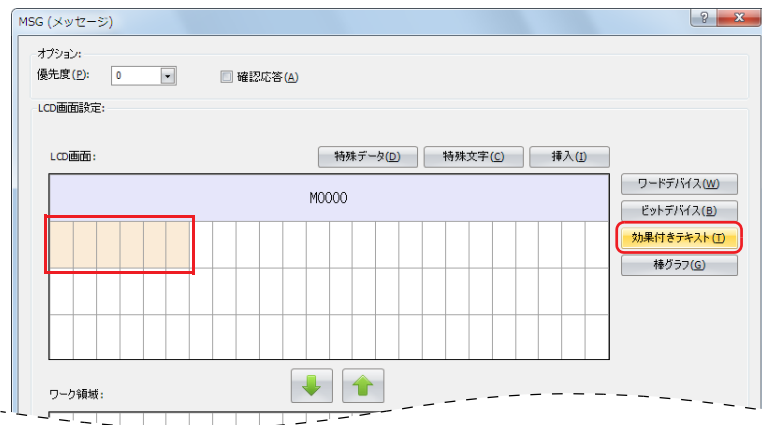 MSG (メッセージ)
オプション:
優先度(P): 0 確認応答(A)
LCD画面設定:
LCD画面: 特殊データ(D) 特殊文字(C) 挿入(I)
M0000
ワードデバイス(W)
ビットデバイス(B)
効果付きテキスト(T)
棒グラフ(G)
ワーク領域: